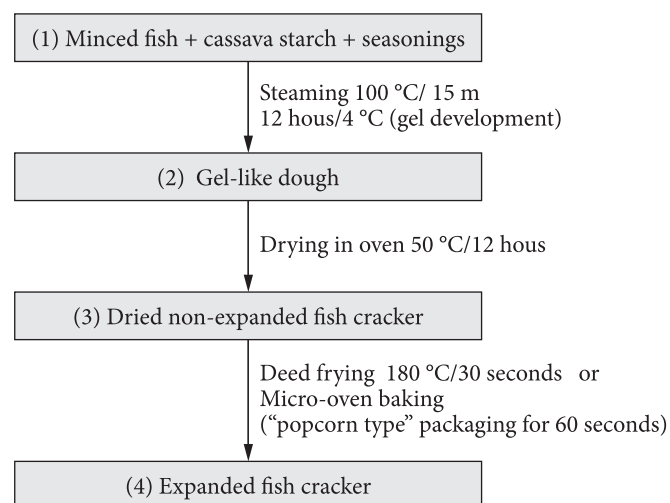 (1) Minced fish + cassava starch + seasonings
Steaming 100 °C/ 15 m
12 hous/4 °C (gel development)
(2) Gel-like dough
Drying in oven 50 °C/12 hous
(3) Dried non-expanded fish cracker
Deed frying 180 °C/30 seconds or
Micro-oven baking
(“popcorn type” packaging for 60 seconds)
(4) Expanded fish cracker